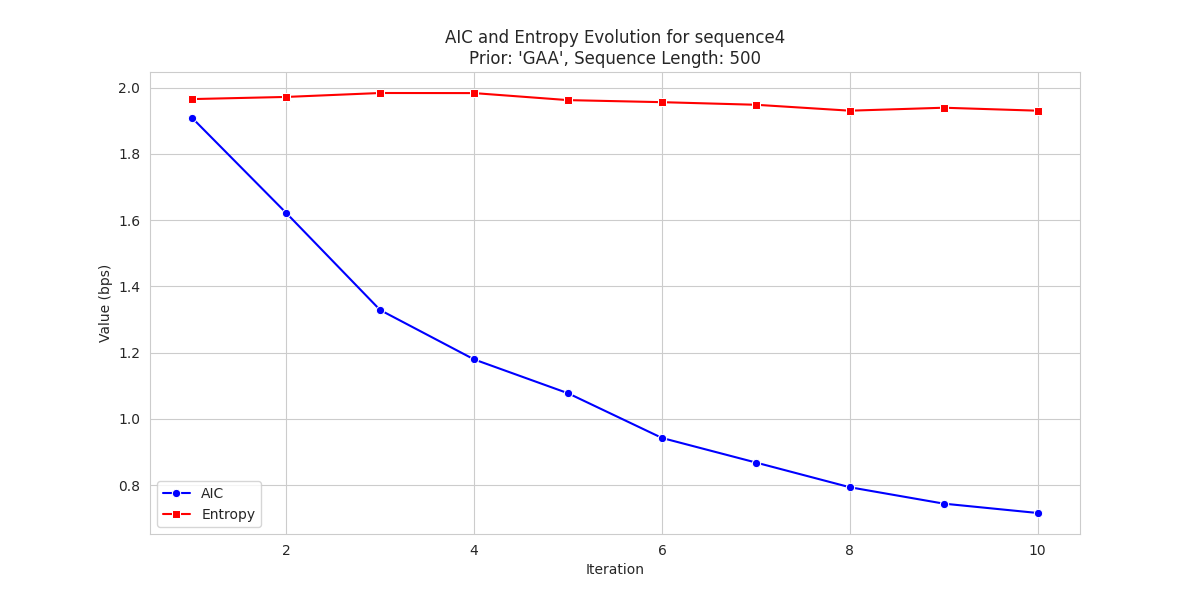 AIC and Entropy Evolution for sequence4
Prior: 'GAA', Sequence Length: 500
Value (bps)
2.0
1.8
1.6
1.4
1.2
1.0
0.8
AIC
Entropy
2 4 6 8 10
Iteration